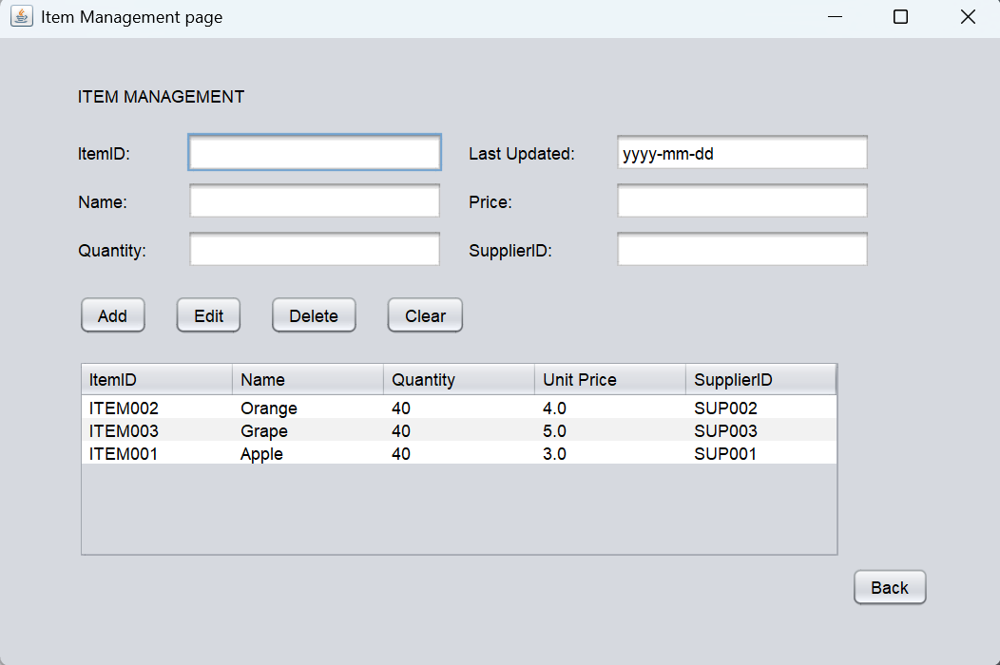 Item Management page
ITEM MANAGEMENT
ItemID: Last Updated: yyyy-mm-dd
Name: Price:
Quantity: SupplierID:
Add Edit Delete Clear
ItemID Name Quantity Unit Price SupplierID
ITEM002 Orange 40 4.0 SUP002
ITEM003 Grape 40 5.0 SUP003
ITEM001 Apple 40 3.0 SUP001
Back